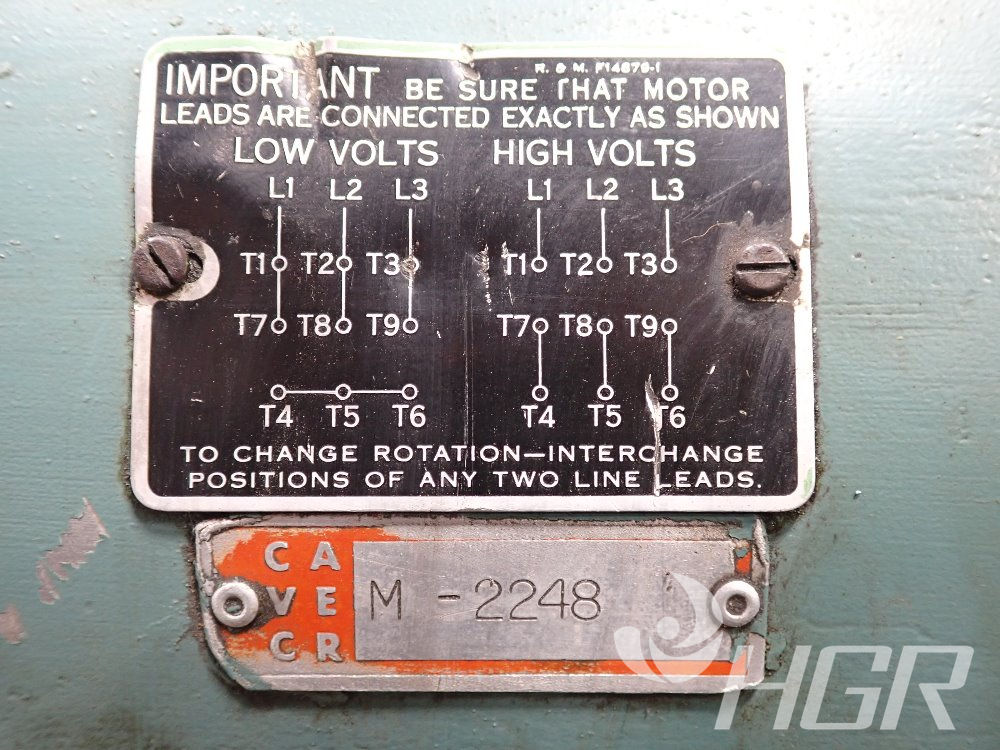 R. & M. F14676-1
IMPORTANT BE SURE THAT MOTOR
LEADS ARE CONNECTED EXACTLY AS SHOWN
LOW VOLTS HIGH VOLTS
L1 L2 L3 L1 L2 L3
T1 T2 T3 T1 T2 T3
T7 T8 T9 T7 T8 T9
T4 T5 T6 T4 T5 T6
TO CHANGE ROTATION—INTERCHANGE
POSITIONS OF ANY TWO LINE LEADS.
C A
V E
C R
M - 2248
HGR